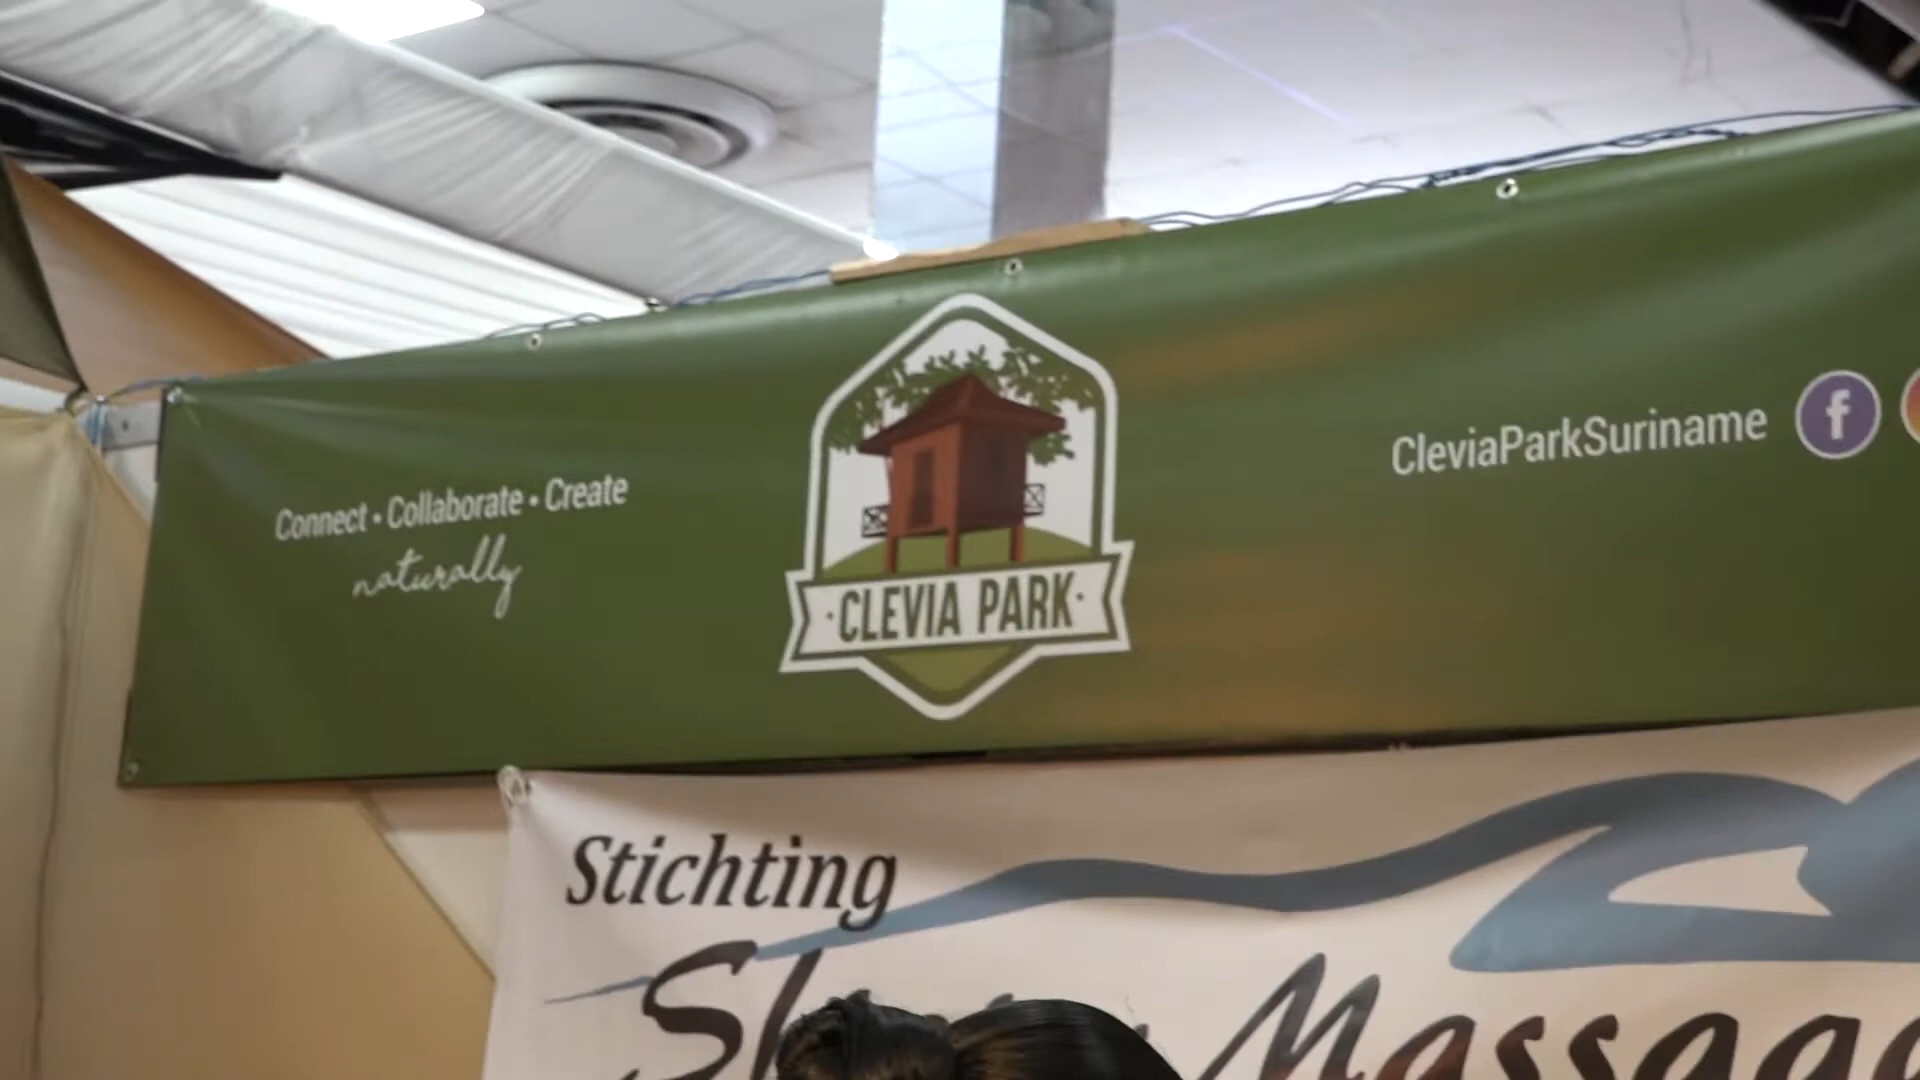 Connect • Collaborate • Create
naturally
· CLEVIA PARK ·
CleviaParkSuriname
Stichting